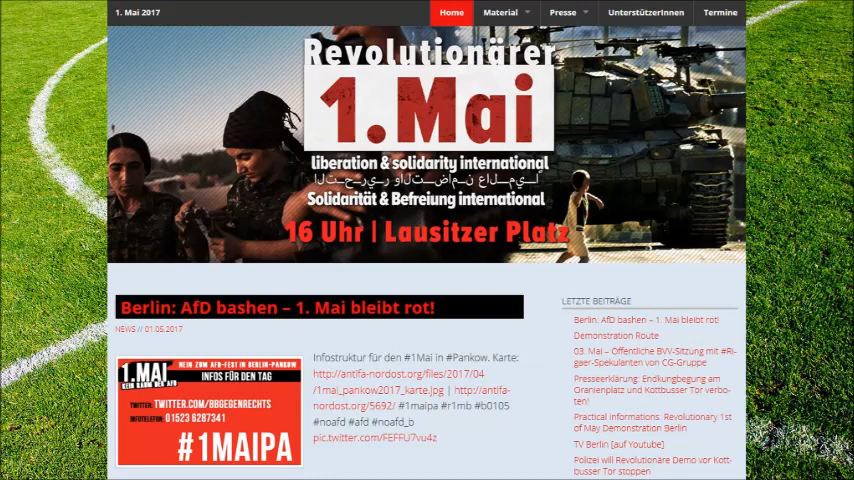 1. Mai 2017
Home
Material
Presse
UnterstützerInnen
Termine
Revolutionärer
1.Mai
liberation & solidarity international
Solidarität & Befreiung international
16 Uhr | Lausitzer Platz
Berlin: AfD bashen – 1. Mai bleibt rot!
NEWS // 01.05.2017
NEIN ZUM AFD-FEST IN BERLIN-PANKOW
1.MAI
INFOS FÜR DEN TAG
KEIN RAUM DER AFD
TWITTER: TWITTER.COM/BBGEGENRECHTS
INFOTELEFON: 01523 6287341
#1MAIPA
Infostruktur für den #1Mai in #Pankow. Karte:
http://antifa-nordost.org/files/2017/04
/1mai_pankow2017_karte.jpg | http://antifa-
nordost.org/5692/ #1maipa #r1mb #b0105
#noafd #afd #noafd_b
pic.twitter.com/FEFFU7vu4z
LETZTE BEITRÄGE
Berlin: AfD bashen – 1. Mai bleibt rot!
Demonstration Route
03. Mai – Öffentliche BVV-Sitzung mit #Ri-
gaer-Spekulanten von CG-Gruppe
Presseerklärung: Endkungbegung am
Oranienplatz und Kottbusser Tor verbo-
ten!
Practical informations: Revolutionary 1st
of May Demonstration Berlin
TV Berlin [auf Youtube]
Polizei will Revolutionäre Demo vor Kott-
busser Tor stoppen